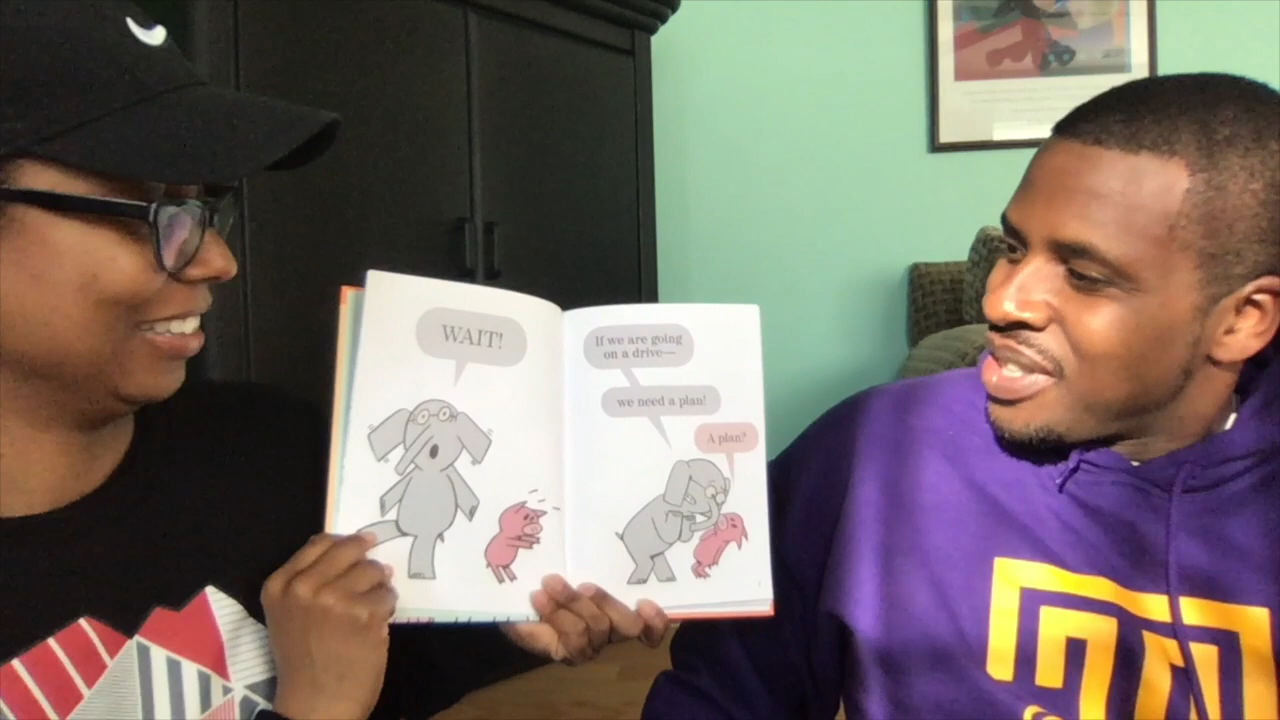 WAIT!
If we are going
on a drive—
we need a plan!
A plan?